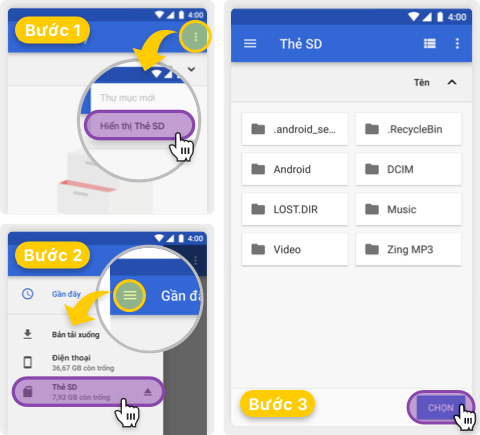 Bước 1
4:00
Thư mục mới
Hiển thị Thẻ SD
Bước 2
4:00
Gần đây
Gần đâ
Bản tải xuống
Điện thoại
36,67 GB còn trống
Thẻ SD
7,93 GB còn trống
4:00
Thẻ SD
Tên
.android_se...
.RecycleBin
Android
DCIM
LOST.DIR
Music
Video
Zing MP3
Bước 3
CHỌN